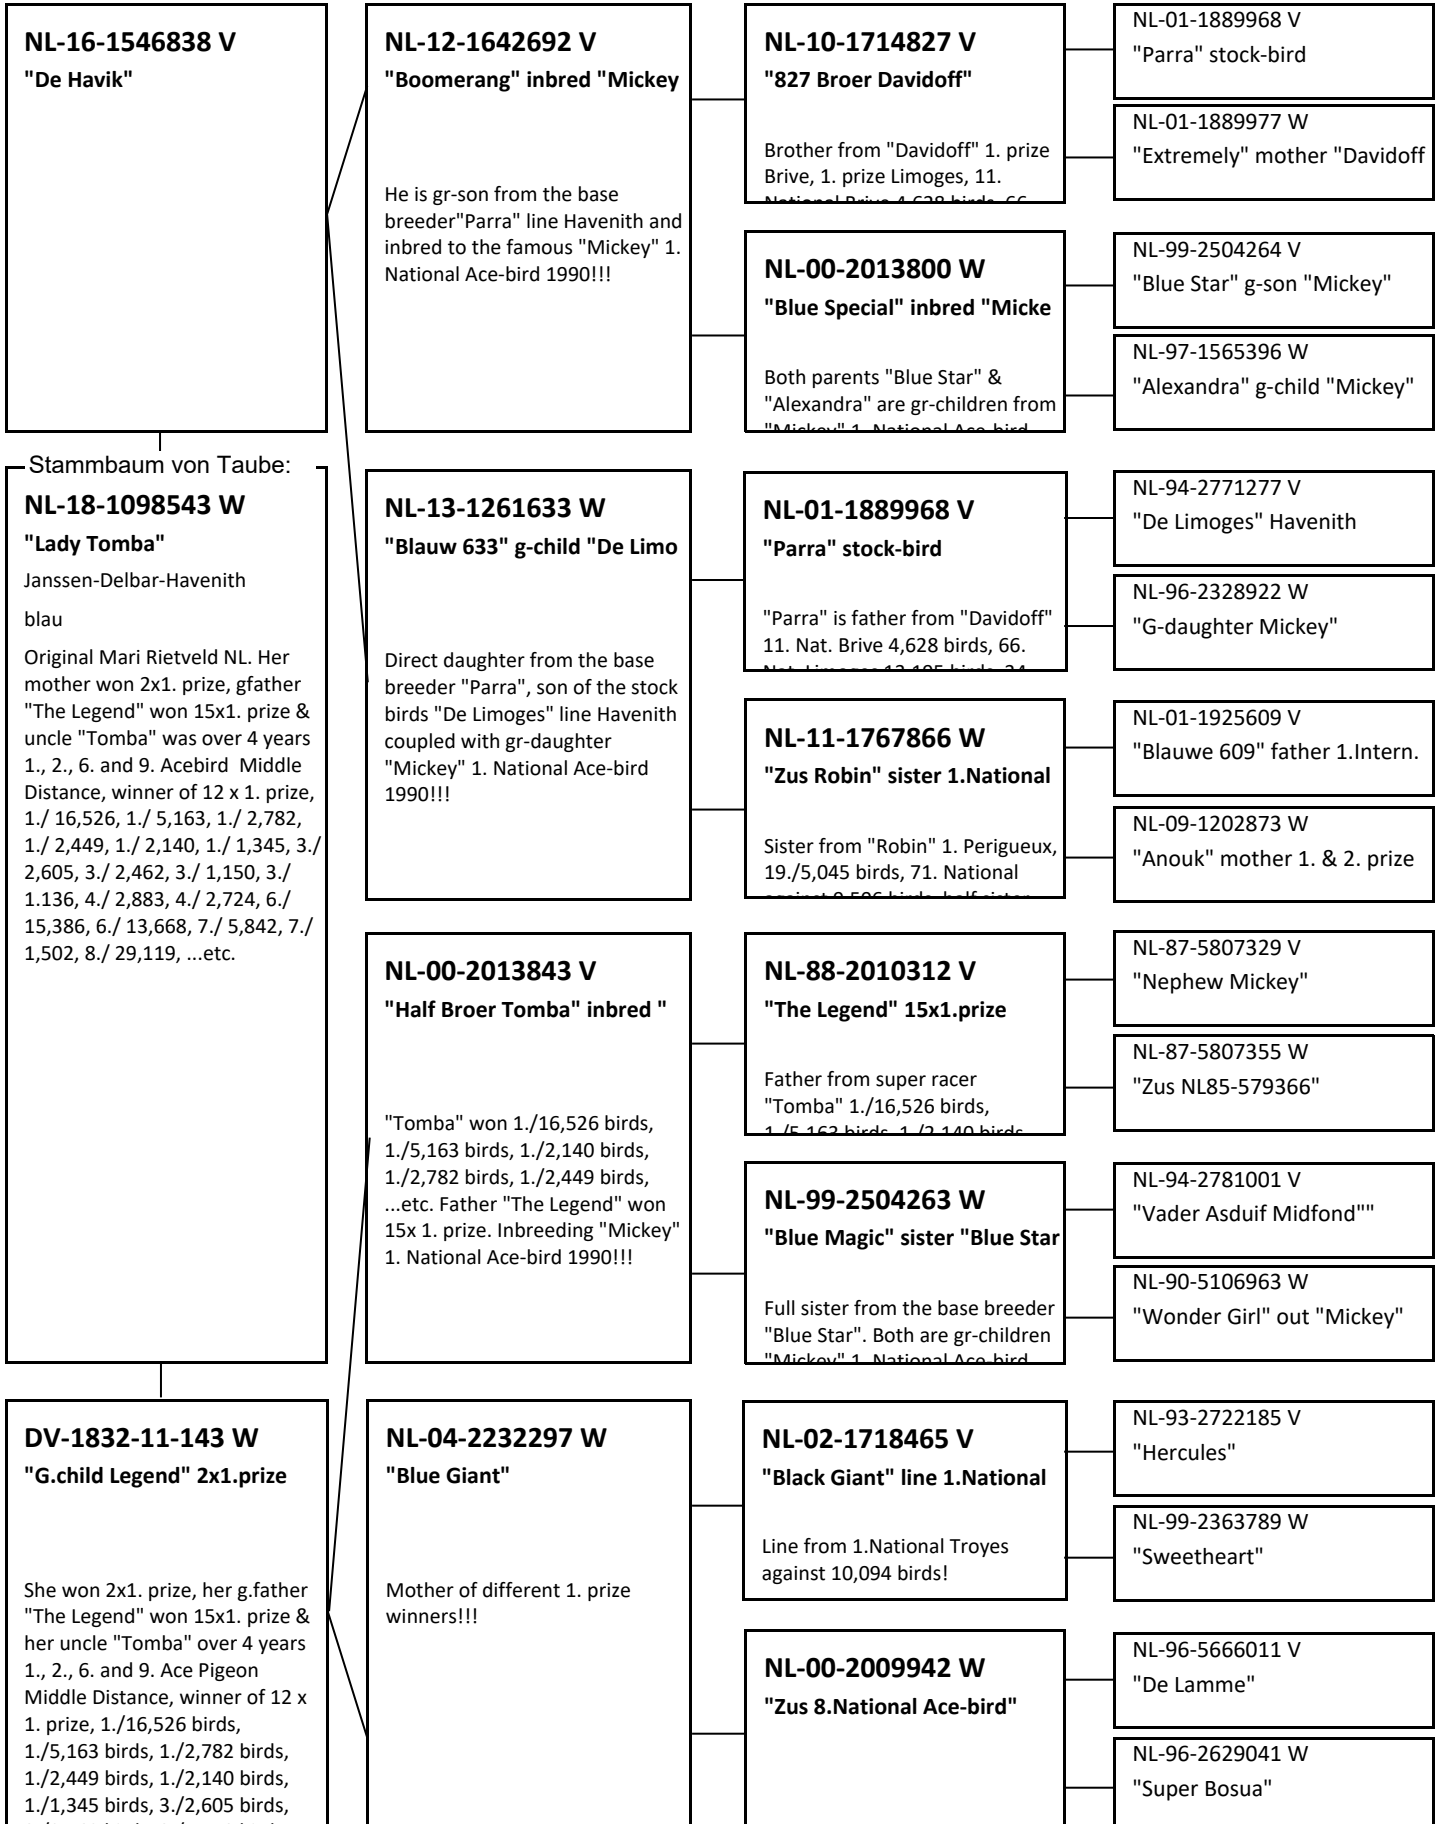 NL-16-1546838 V
"De Havik"
Stammbaum von Taube:
NL-18-1098543 W
"Lady Tomba"
Janssen-Delbar-Havenith
blau
Original Mari Rietveld NL. Her
mother won 2x1. prize, gfather
"The Legend" won 15x1. prize &
uncle "Tomba" was over 4 years
1., 2., 6. and 9. Acebird  Middle
Distance, winner of 12 x 1. prize,
1./ 16,526, 1./ 5,163, 1./ 2,782,
1./ 2,449, 1./ 2,140, 1./ 1,345, 3./
2,605, 3./ 2,462, 3./ 1,150, 3./
1.136, 4./ 2,883, 4./ 2,724, 6./
15,386, 6./ 13,668, 7./ 5,842, 7./
1,502, 8./ 29,119, ...etc.
DV-1832-11-143 W
"G.child Legend" 2x1.prize
She won 2x1. prize, her g.father
"The Legend" won 15x1. prize &
her uncle "Tomba" over 4 years
1., 2., 6. and 9. Ace Pigeon
Middle Distance, winner of 12 x
1. prize, 1./16,526 birds,
1./5,163 birds, 1./2,782 birds,
1./2,449 birds, 1./2,140 birds,
1./1,345 birds, 3./2,605 birds,
NL-12-1642692 V
"Boomerang" inbred "Mickey
He is gr-son from the base
breeder"Parra" line Havenith and
inbred to the famous "Mickey" 1.
National Ace-bird 1990!!!
NL-13-1261633 W
"Blauw 633" g-child "De Limo
Direct daughter from the base
breeder "Parra", son of the stock
birds "De Limoges" line Havenith
coupled with gr-daughter
"Mickey" 1. National Ace-bird
1990!!!
NL-00-2013843 V
"Half Broer Tomba" inbred "
"Tomba" won 1./16,526 birds,
1./5,163 birds, 1./2,140 birds,
1./2,782 birds, 1./2,449 birds,
...etc. Father "The Legend" won
15x 1. prize. Inbreeding "Mickey"
1. National Ace-bird 1990!!!
NL-04-2232297 W
"Blue Giant"
Mother of different 1. prize
winners!!!
NL-10-1714827 V
"827 Broer Davidoff"
Brother from "Davidoff" 1. prize
Brive, 1. prize Limoges, 11.
National Brive 4,628 birds, 66.
NL-00-2013800 W
"Blue Special" inbred "Micke
Both parents "Blue Star" &
"Alexandra" are gr-children from
"Mickey" 1. National Ace-bird
NL-01-1889968 V
"Parra" stock-bird
"Parra" is father from "Davidoff"
11. Nat. Brive 4,628 birds, 66.
NL-11-1767866 W
"Zus Robin" sister 1.National
Sister from "Robin" 1. Perigueux,
19./5,045 birds, 71. National
NL-88-2010312 V
"The Legend" 15x1.prize
Father from super racer
"Tomba" 1./16,526 birds,
1./5,163 birds, 1./2,140 birds
NL-99-2504263 W
"Blue Magic" sister "Blue Star
Full sister from the base breeder
"Blue Star". Both are gr-children
"Mickey" 1. National Ace-bird
NL-02-1718465 V
"Black Giant" line 1.National
Line from 1.National Troyes
against 10,094 birds!
NL-00-2009942 W
"Zus 8.National Ace-bird"
NL-01-1889968 V
"Parra" stock-bird
NL-01-1889977 W
"Extremely" mother "Davidoff
NL-99-2504264 V
"Blue Star" g-son "Mickey"
NL-97-1565396 W
"Alexandra" g-child "Mickey"
NL-94-2771277 V
"De Limoges" Havenith
NL-96-2328922 W
"G-daughter Mickey"
NL-01-1925609 V
"Blauwe 609" father 1.Intern.
NL-09-1202873 W
"Anouk" mother 1. & 2. prize
NL-87-5807329 V
"Nephew Mickey"
NL-87-5807355 W
"Zus NL85-579366"
NL-94-2781001 V
"Vader Asduif Midfond""
NL-90-5106963 W
"Wonder Girl" out "Mickey"
NL-93-2722185 V
"Hercules"
NL-99-2363789 W
"Sweetheart"
NL-96-5666011 V
"De Lamme"
NL-96-2629041 W
"Super Bosua"